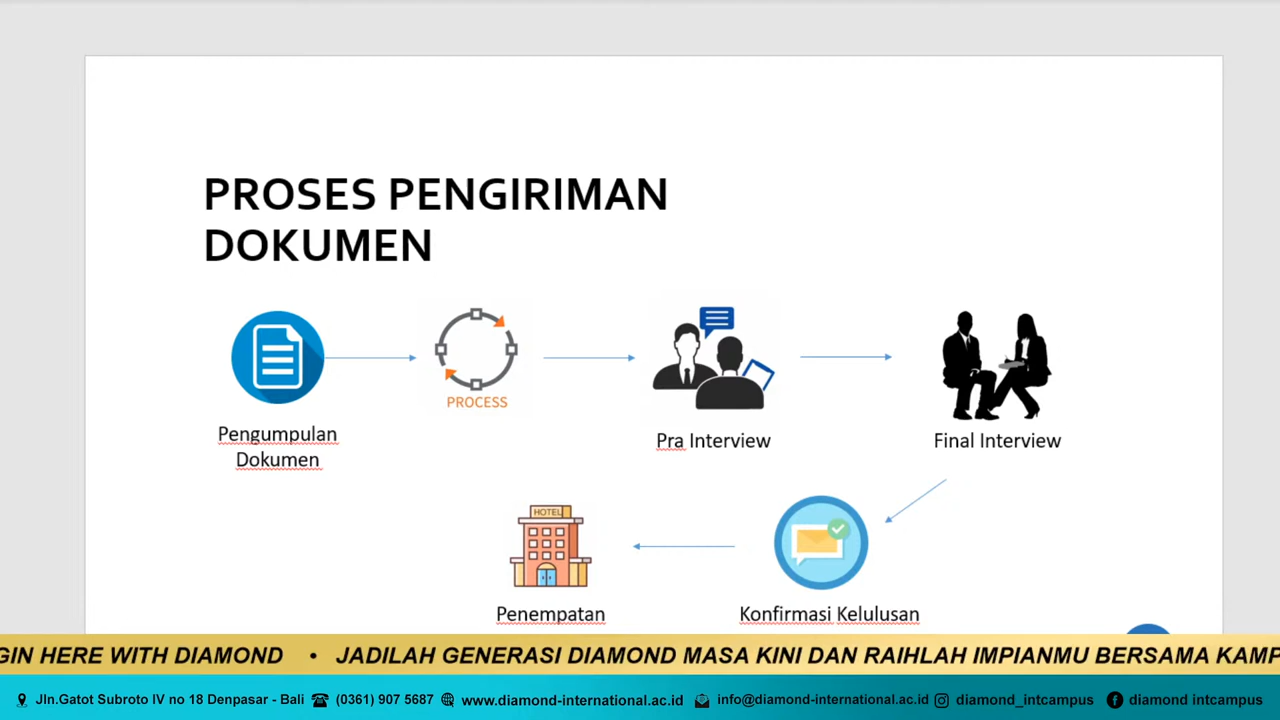 PROSES PENGIRIMAN
DOKUMEN
PROCESS
Pengumpulan
Dokumen
Pra Interview
Final Interview
HOTEL
Penempatan
Konfirmasi Kelulusan
HERE WITH DIAMOND • JADILAH GENERASI DIAMOND MASA KINI DAN RAIHLAH IMPIANMU BERSAMA
Jln.Gatot Subroto IV no 18 Denpasar - Bali (0361) 907 5687 www.diamond-international.ac.id info@diamond-international.ac.id diamond_intcampus diamond intcampus